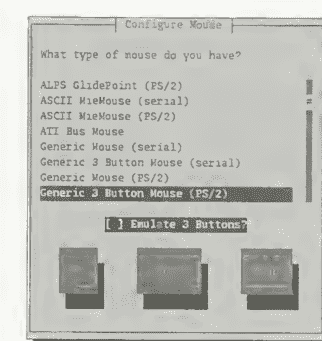 Configure Mouse
What type of mouse do you have?
ALPS GlidePoint (PS/2)
ASCII MieMouse (serial)
ASCII MieMouse (PS/2)
ATI Bus Mouse
Generic Mouse (serial)
Generic 3 Button Mouse (serial)
Generic Mouse (PS/2)
Generic 3 Button Mouse (PS/2)
[ ] Emulate 3 Buttons?